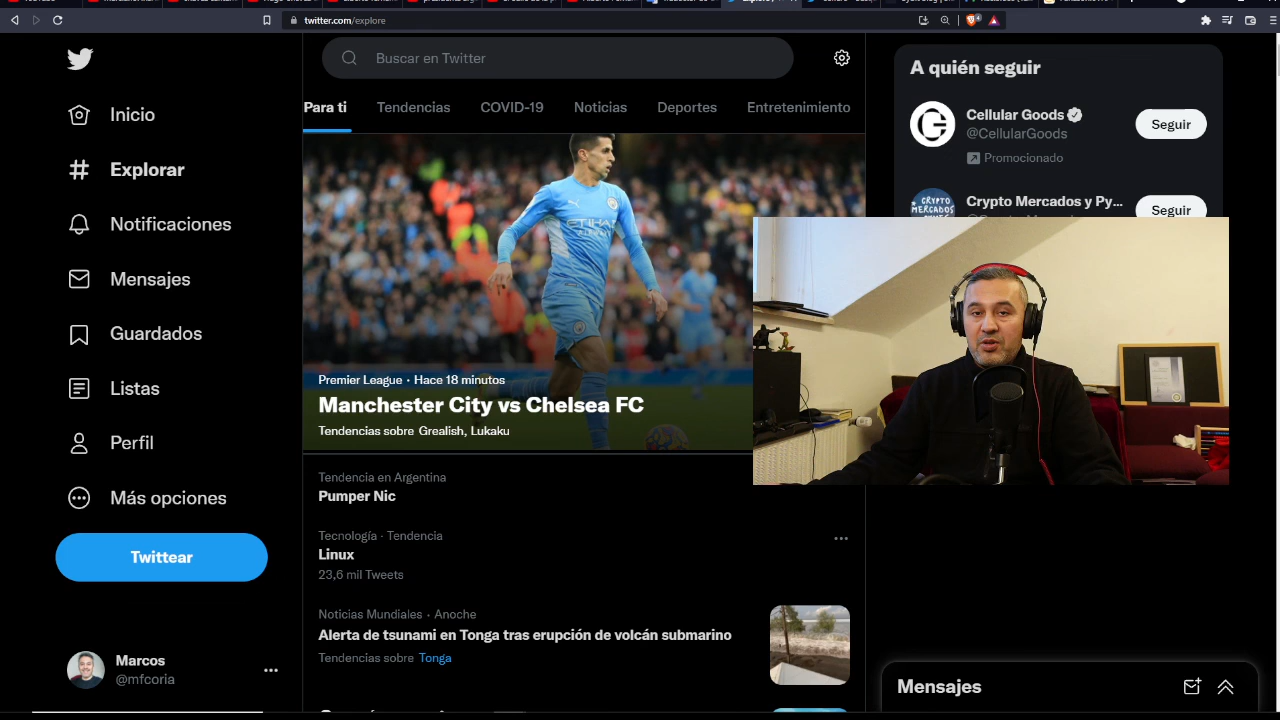 twitter.com/explore
Inicio
Explorar
Notificaciones
Mensajes
Guardados
Listas
Perfil
Más opciones
Twittear
Marcos
@mfcoria
Buscar en Twitter
Para ti
Tendencias
COVID-19
Noticias
Deportes
Entretenimiento
ETIHAD
AIRWAYS
Premier League · Hace 18 minutos
Manchester City vs Chelsea FC
Tendencias sobre Grealish, Lukaku
Tendencia en Argentina
Pumper Nic
Tecnología · Tendencia
Linux
23,6 mil Tweets
Noticias Mundiales · Anoche
Alerta de tsunami en Tonga tras erupción de volcán submarino
Tendencias sobre Tonga
A quién seguir
Cellular Goods
@CellularGoods
Seguir
Promocionado
CRYPTO
MERCADOS
Crypto Mercados y Py...
Seguir
Mensajes